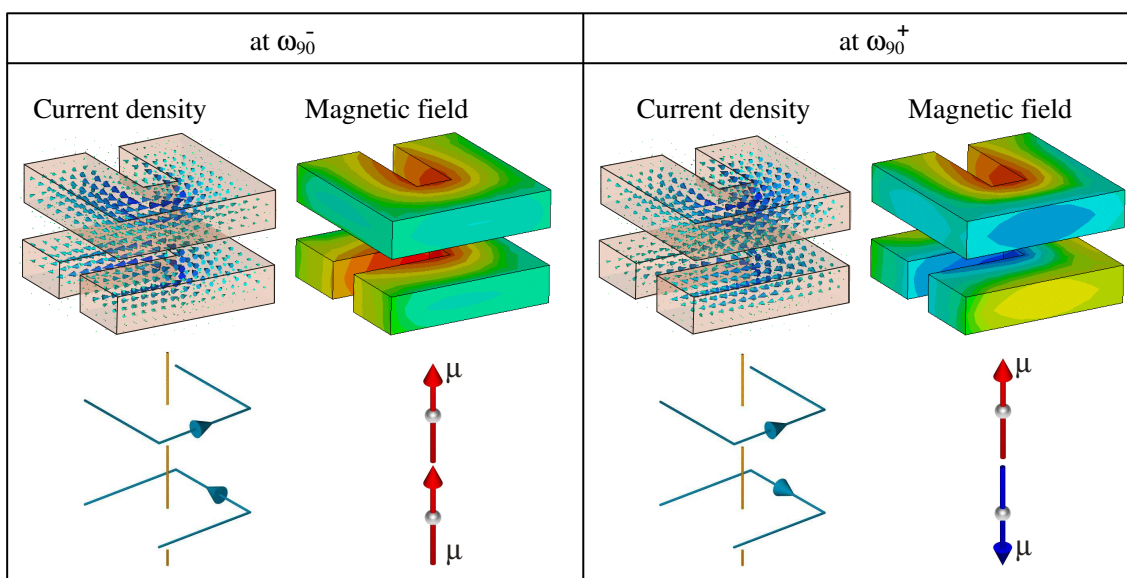 at ω₉₀⁻
at ω₉₀⁺
Current density
Magnetic field
Current density
Magnetic field
μ
μ
μ
μ